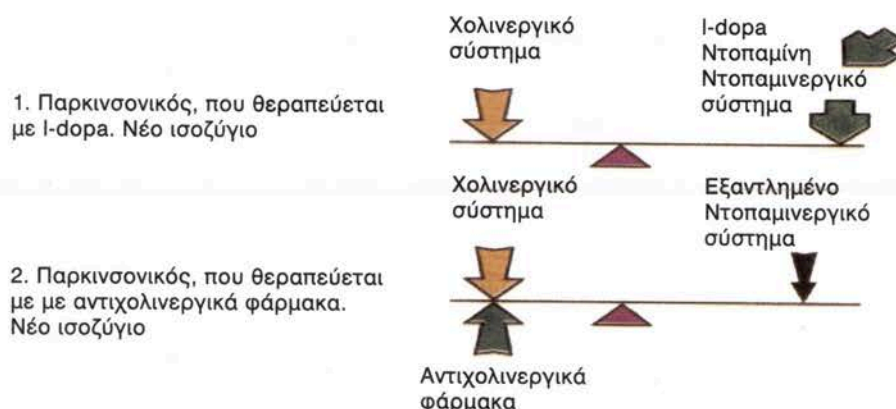 Χολινεργικό
σύστημα
l-dopa
Ντοπαμίνη
Ντοπαμινεργικό
σύστημα
1. Παρκινσονικός, που θεραπεύεται
με l-dopa. Νέο ισοζύγιο
Χολινεργικό
σύστημα
Εξαντλημένο
Ντοπαμινεργικό
σύστημα
2. Παρκινσονικός, που θεραπεύεται
με με αντιχολινεργικά φάρμακα.
Νέο ισοζύγιο
Αντιχολινεργικά
φάρμακα